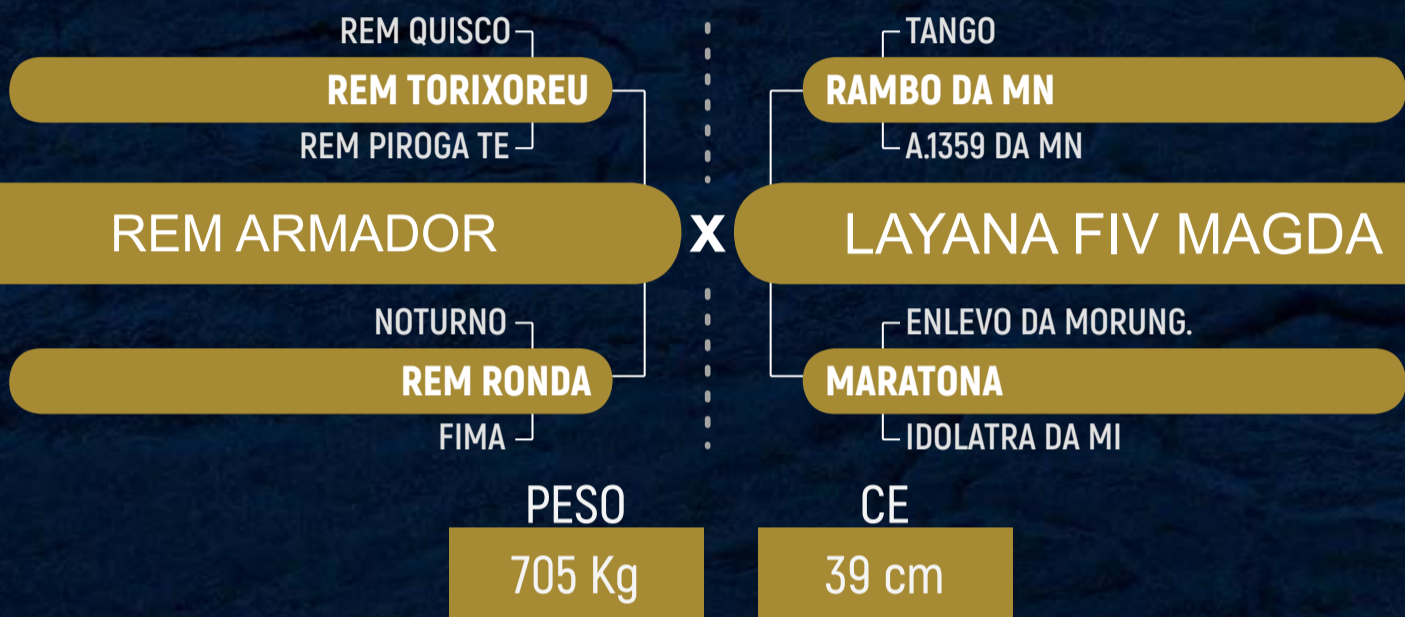 REM QUISCO
TANGO
REM TORIXOREU
RAMBO DA MN
REM PIROGA TE
A.1359 DA MN
REM ARMADOR X LAYANA FIV MAGDA
NOTURNO
ENLEVO DA MORUNG.
REM RONDA
MARATONA
FIMA
IDOLATRA DA MI
PESO
CE
705 Kg
39 cm